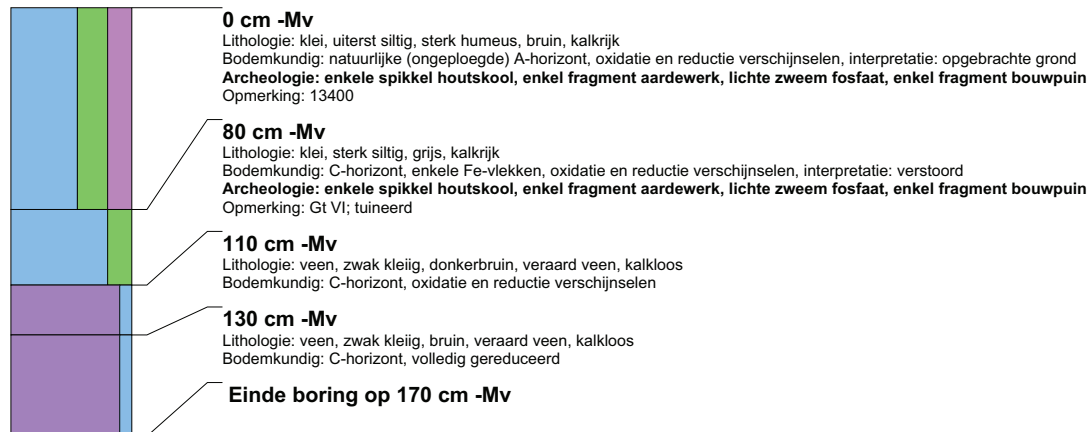 0 cm -Mv
Lithologie: klei, uiterst siltig, sterk humeus, bruin, kalkrijk
Bodemkundig: natuurlijke (ongeploegde) A-horizont, oxidatie en reductie verschijnselen, interpretatie: opgebrachte grond
Archeologie: enkele spikkel houtskool, enkel fragment aardewerk, lichte zweem fosfaat, enkel fragment bouwpuin
Opmerking: 13400
80 cm -Mv
Lithologie: klei, sterk siltig, grijs, kalkrijk
Bodemkundig: C-horizont, enkele Fe-vlekken, oxidatie en reductie verschijnselen, interpretatie: verstoord
Archeologie: enkele spikkel houtskool, enkel fragment aardewerk, lichte zweem fosfaat, enkel fragment bouwpuin
Opmerking: Gt VI; tuineerd
110 cm -Mv
Lithologie: veen, zwak kleiig, donkerbruin, veraard veen, kalkloos
Bodemkundig: C-horizont, oxidatie en reductie verschijnselen
130 cm -Mv
Lithologie: veen, zwak kleiig, bruin, veraard veen, kalkloos
Bodemkundig: C-horizont, volledig gereduceerd
Einde boring op 170 cm -Mv